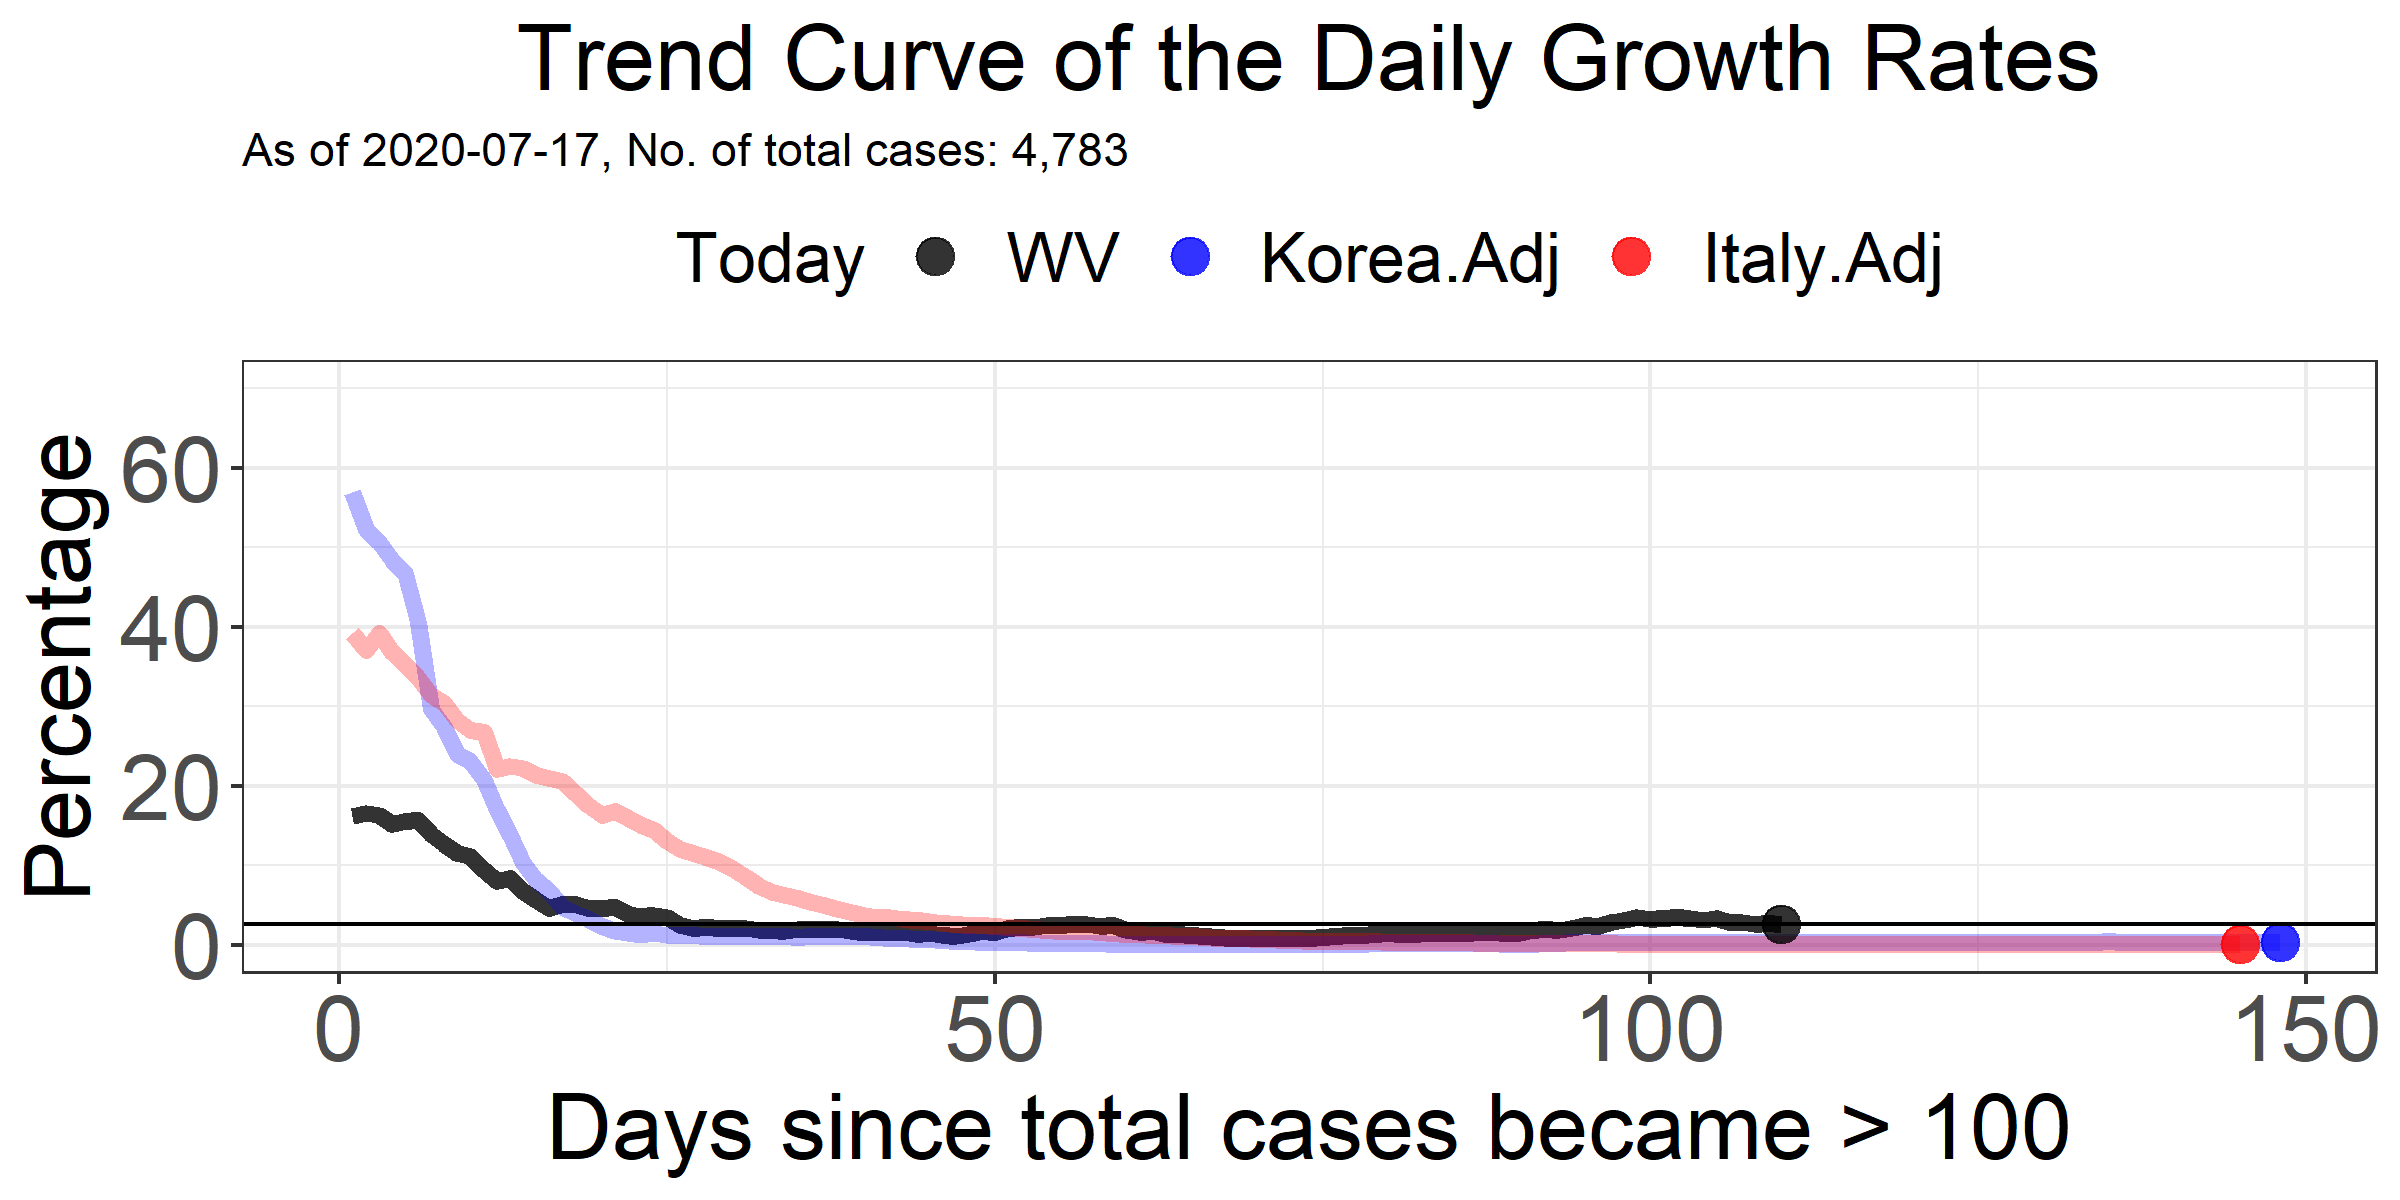 Trend Curve of the Daily Growth Rates
As of 2020-07-17, No. of total cases: 4,783
Today WV Korea.Adj Italy.Adj
Percentage
60
40
20
0
0 50 100 150
Days since total cases became > 100